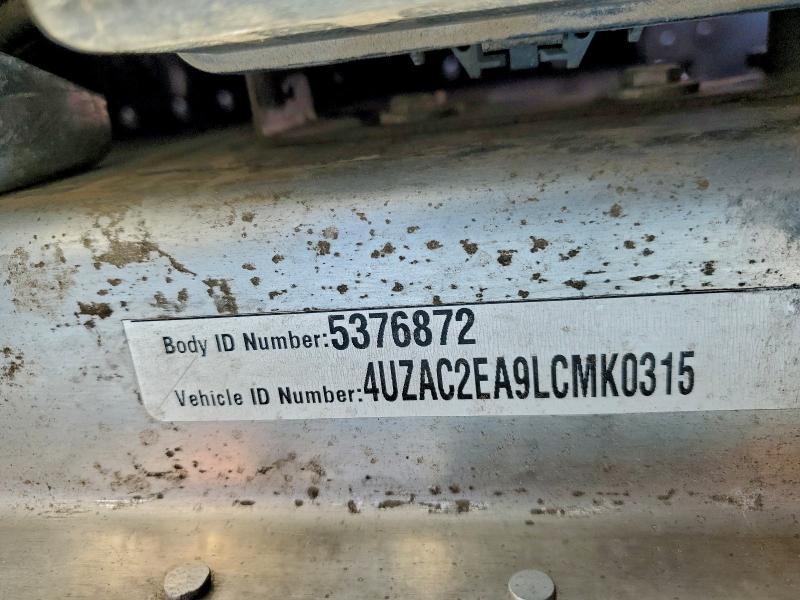 Body ID Number:5376872
Vehicle ID Number:4UZAC2EA9LCMK0315